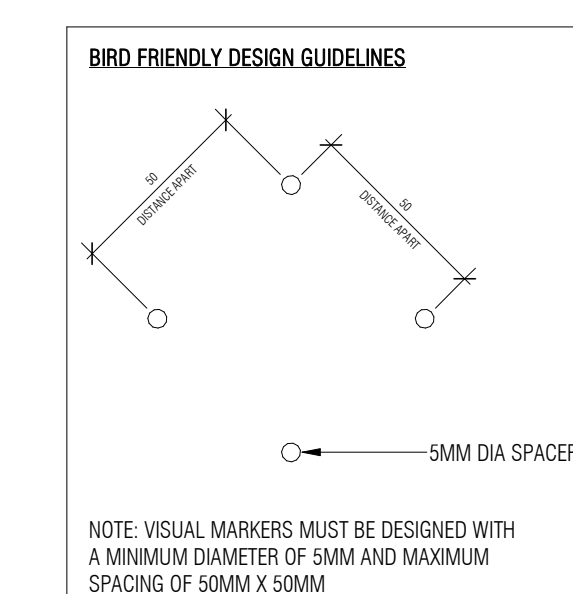 BIRD FRIENDLY DESIGN GUIDELINES
50
DISTANCE APART
50
DISTANCE APART
5MM DIA SPACER
NOTE: VISUAL MARKERS MUST BE DESIGNED WITH
A MINIMUM DIAMETER OF 5MM AND MAXIMUM
SPACING OF 50MM X 50MM